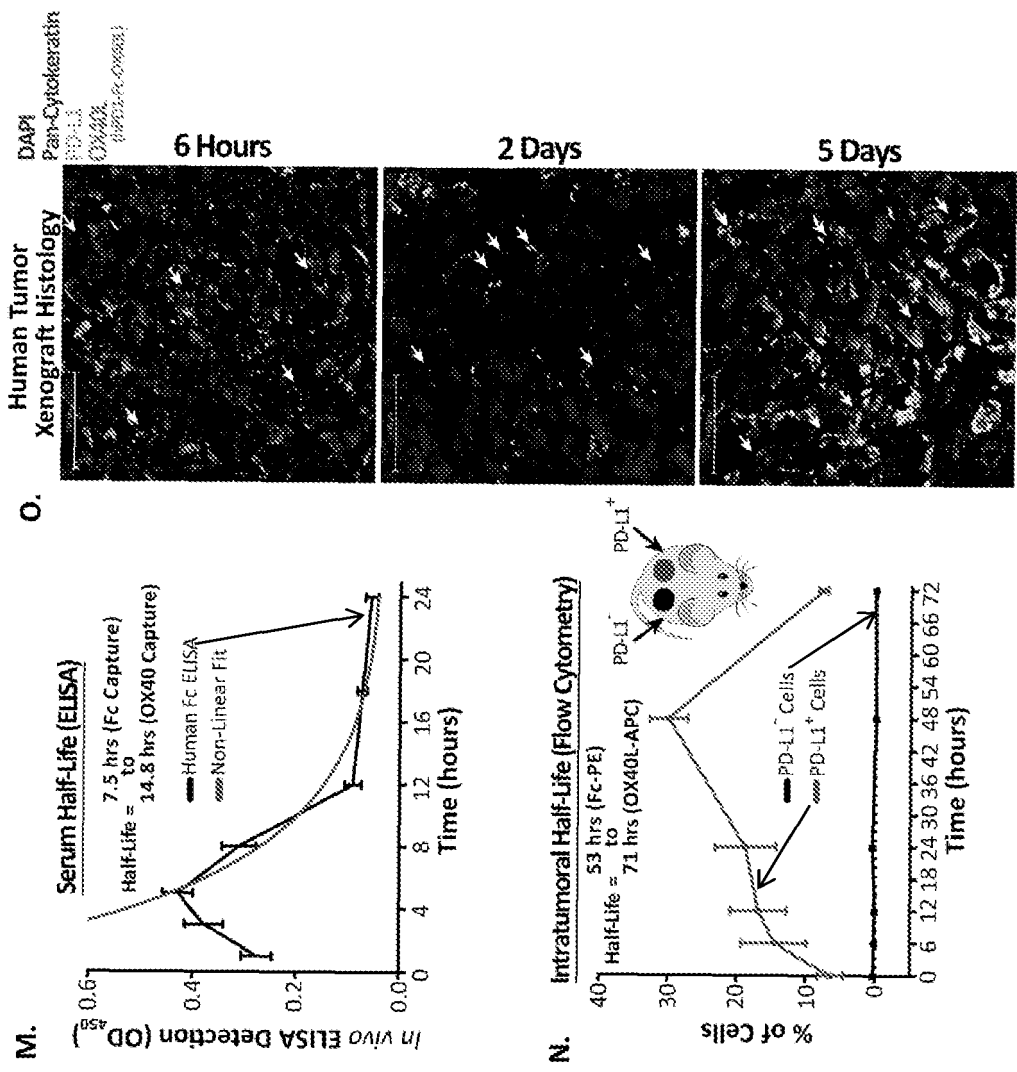 M.
Serum Half-Life (ELISA)
7.5 hrs (Fc Capture)
Half-Life = to
14.8 hrs (OX40 Capture)
Human Fc ELISA
Non-Linear Fit
In vivo ELISA Detection (OD450)
0.6
0.4
0.2
0.0
0 4 8 12 16 20 24
Time (hours)
N.
Intratumoral Half-Life (Flow Cytometry)
53 hrs (Fc-PE)
Half-Life = to
71 hrs (OX40L-APC)
PD-L1⁻
PD-L1⁺
PD-L1⁻ Cells
PD-L1⁺ Cells
% of Cells
40
30
20
10
0
0 6 12 18 24 30 36 42 48 54 60 66 72
Time (hours)
O.
Human Tumor
Xenograft Histology
DAPI
Pan-Cytokeratin
PD-L1
OX40L
6 Hours
2 Days
5 Days